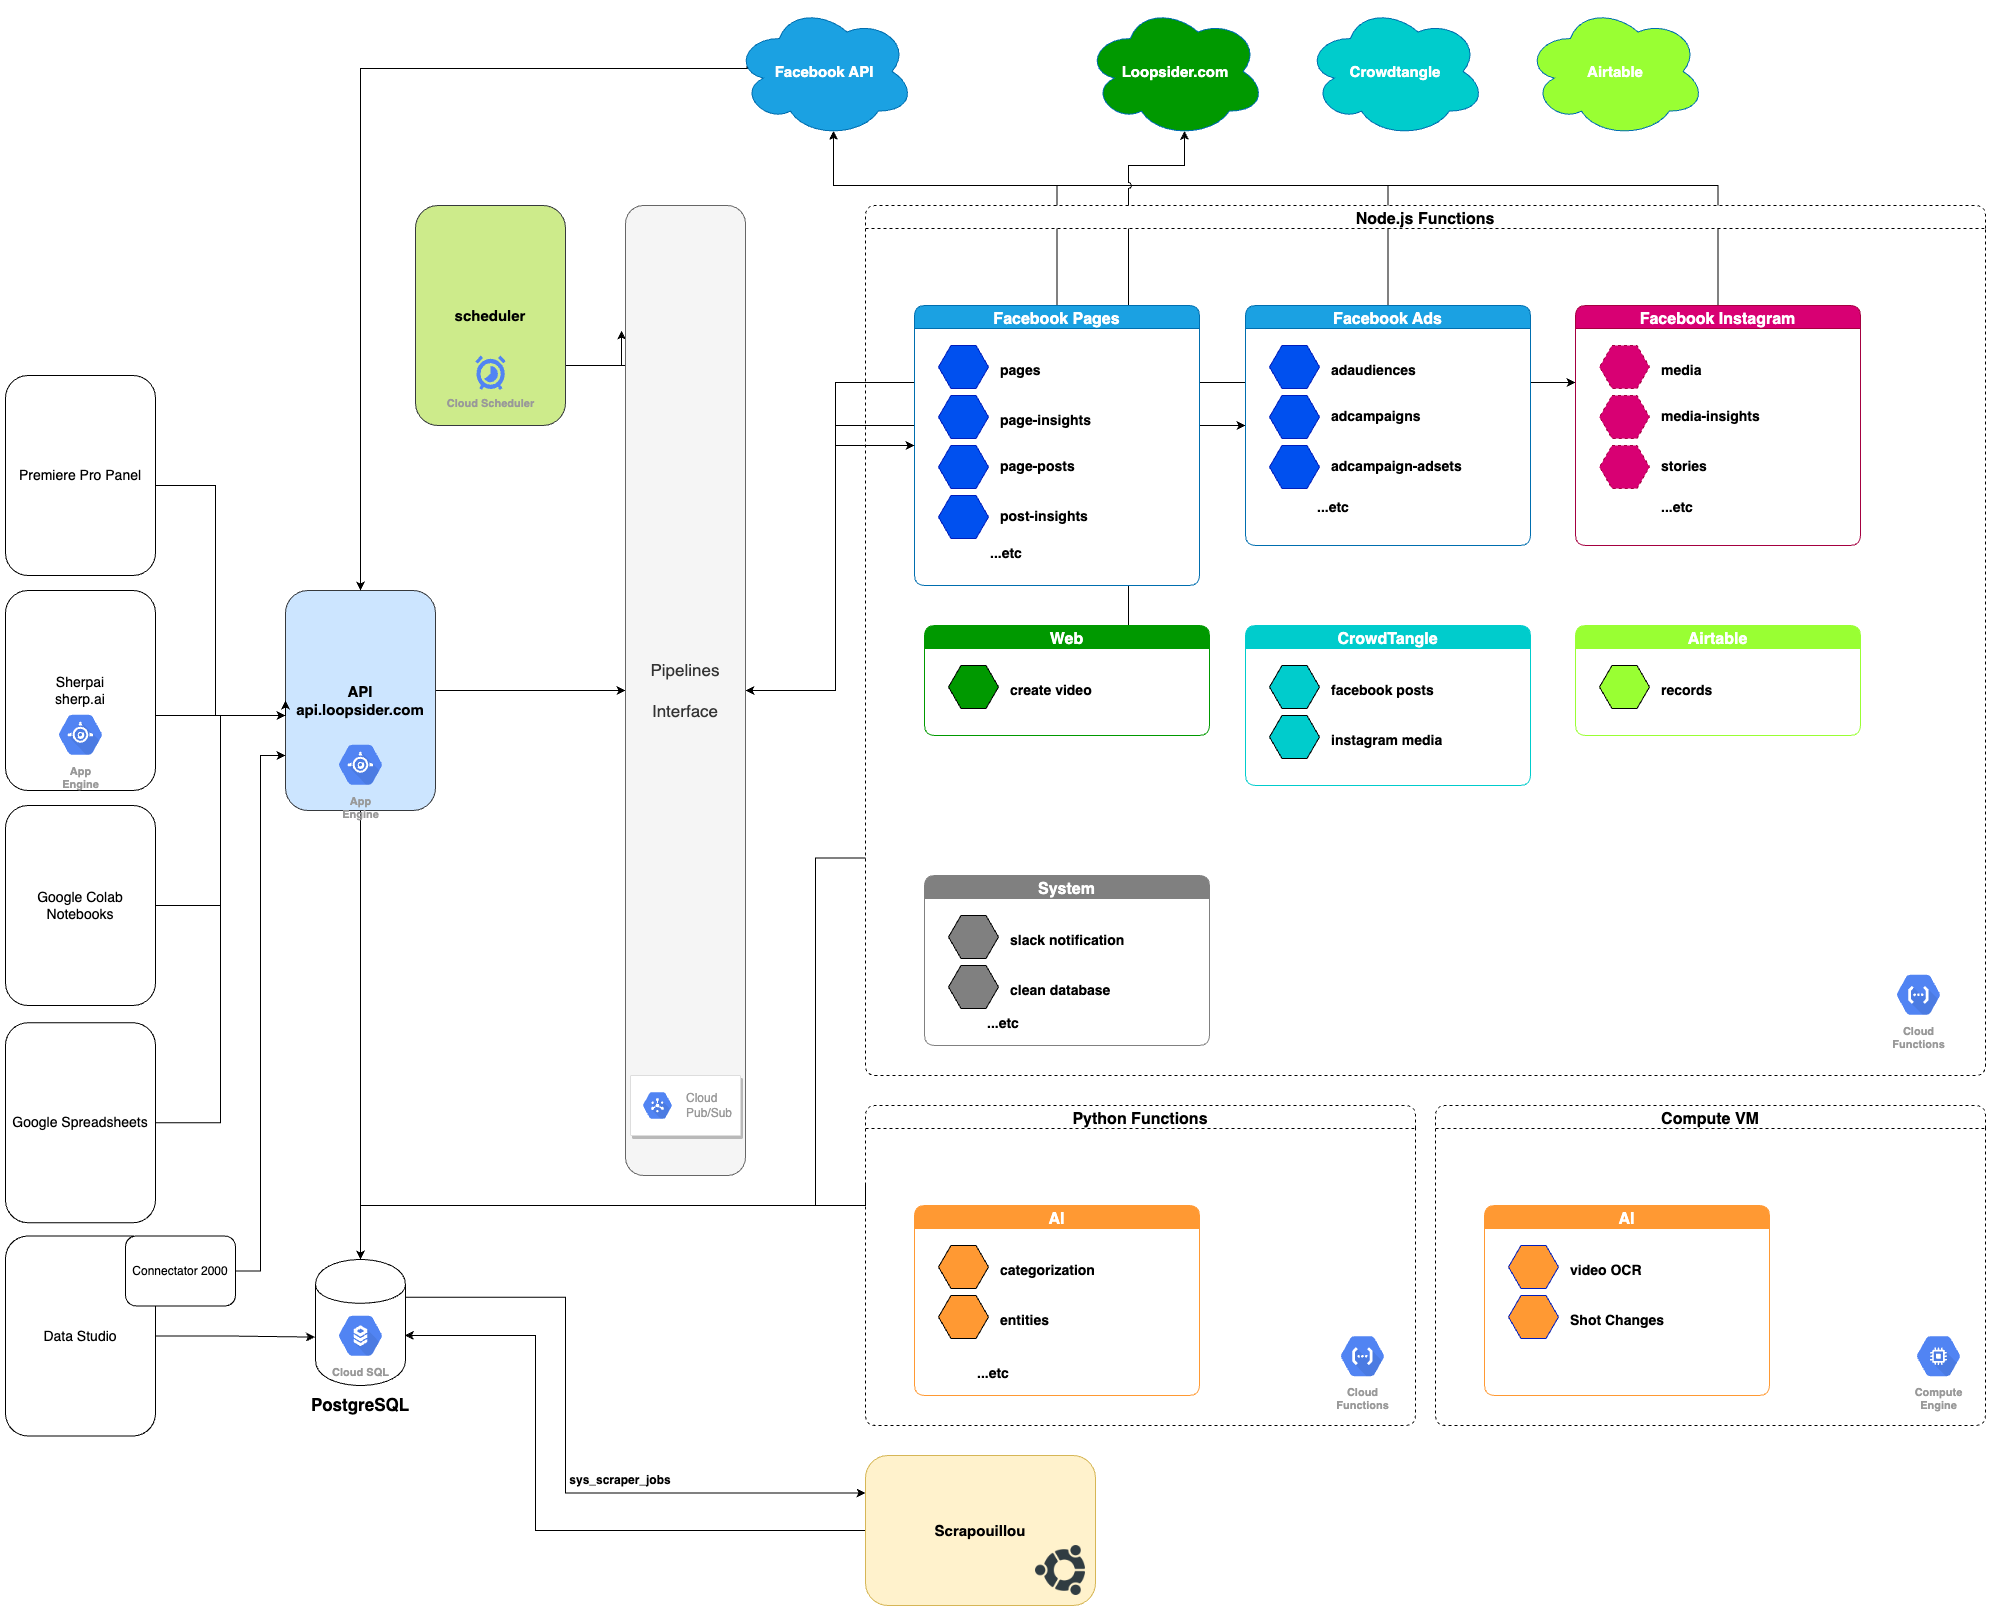 Facebook API
Loopsider.com
Crowdtangle
Airtable
Node.js Functions
scheduler
Cloud Scheduler
Facebook Pages
pages
page-insights
page-posts
post-insights
...etc
Facebook Ads
adaudiences
adcampaigns
adcampaign-adsets
...etc
Facebook Instagram
media
media-insights
stories
...etc
Premiere Pro Panel
Sherpai
sherp.ai
App
Engine
API
api.loopsider.com
App
Engine
Pipelines
Interface
Web
create video
CrowdTangle
facebook posts
instagram media
Airtable
records
Google Colab
Notebooks
System
slack notification
clean database
...etc
Cloud
Functions
Google Spreadsheets
Cloud
Pub/Sub
Python Functions
AI
categorization
entities
...etc
Cloud
Functions
Compute VM
AI
video OCR
Shot Changes
Compute
Engine
Connectator 2000
Data Studio
Cloud SQL
PostgreSQL
sys_scraper_jobs
Scrapouillou